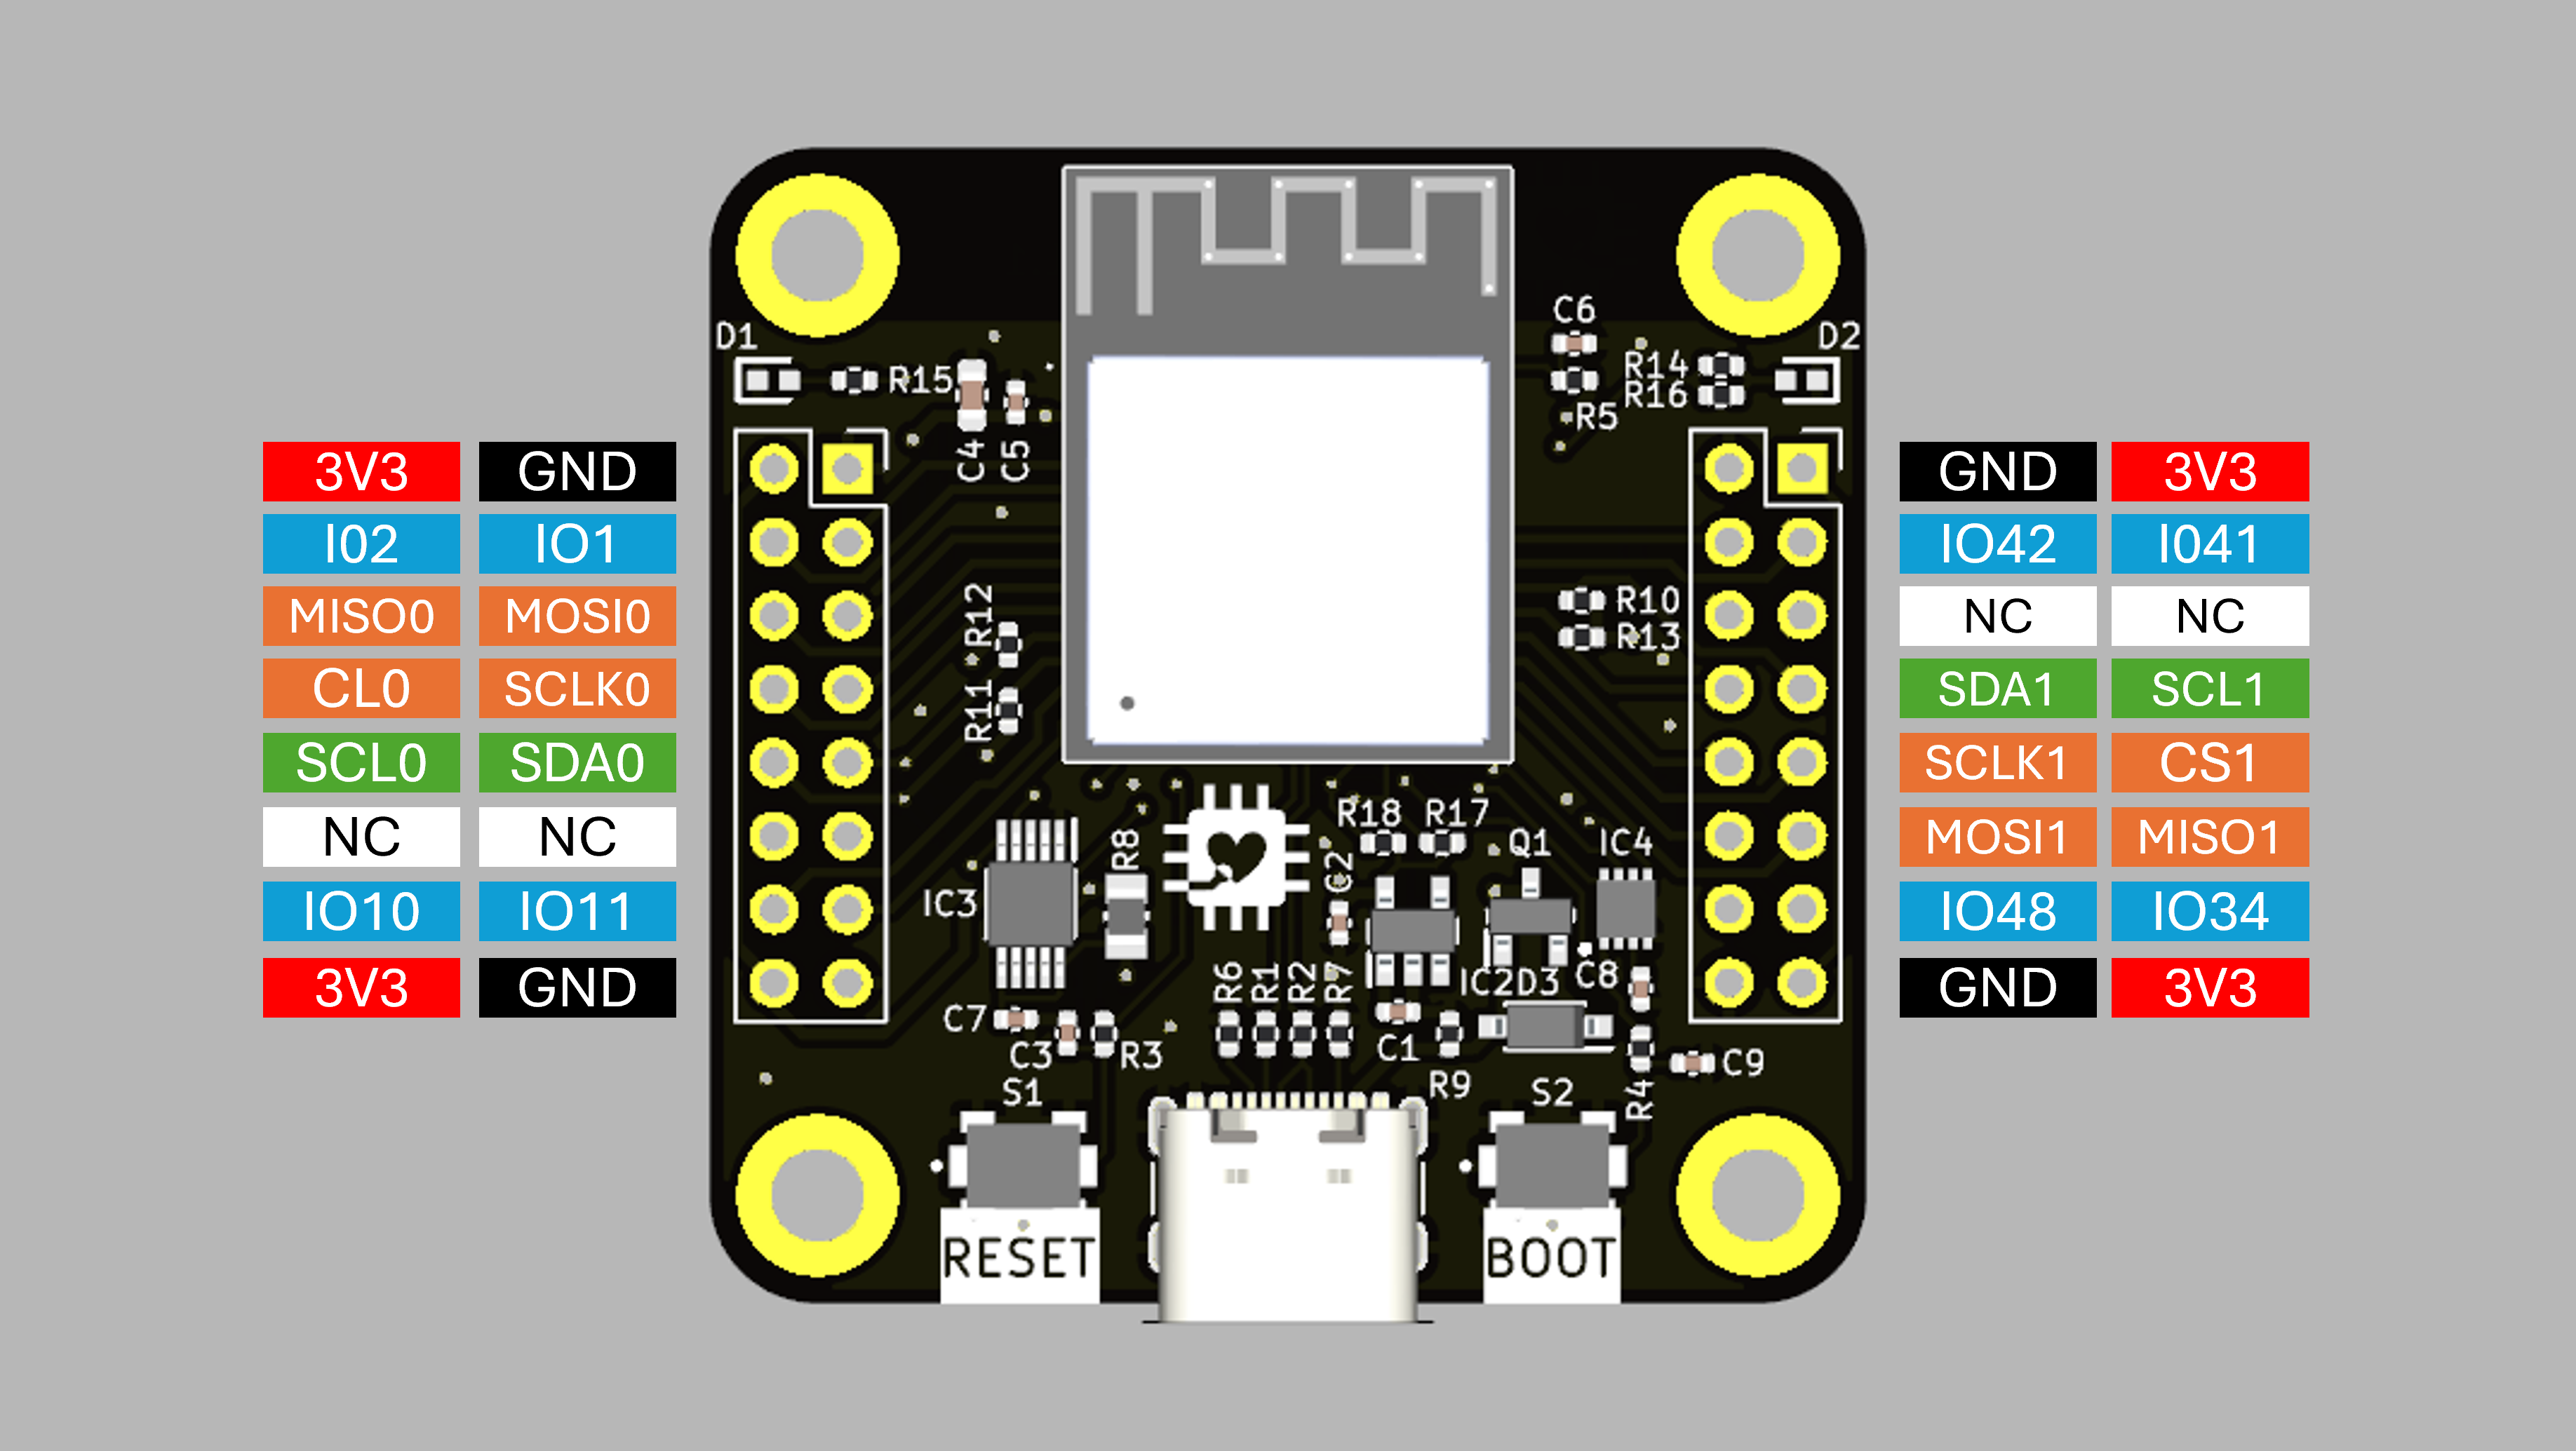 D1
D2
C6
R15
R14
R16
R5
C4
C5
3V3 GND
I02 IO1
MISO0 MOSI0
CL0 SCLK0
SCL0 SDA0
NC NC
IO10 IO11
3V3 GND
GND 3V3
IO42 I041
NC NC
SDA1 SCL1
SCLK1 CS1
MOSI1 MISO1
IO48 IO34
GND 3V3
R12
R11
R10
R13
R18 R17
Q1
IC4
R8
C2
IC3
R6
R1
R2
R7
IC2
D3
C8
C7
C3
R3
C1
R9
R4
C9
S1
S2
RESET
BOOT